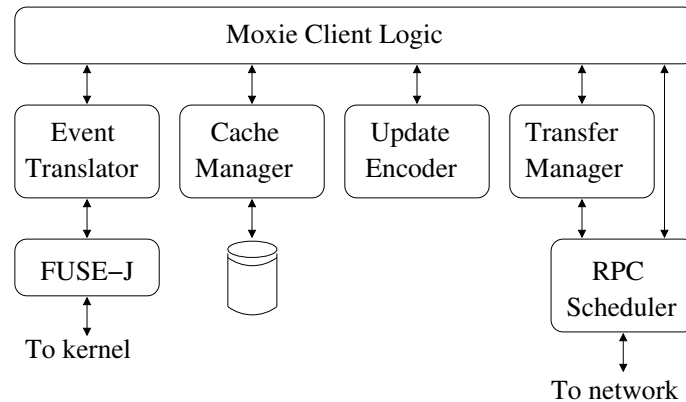 Moxie Client Logic
Event
Translator
Cache
Manager
Update
Encoder
Transfer
Manager
FUSE–J
RPC
Scheduler
To kernel
To network